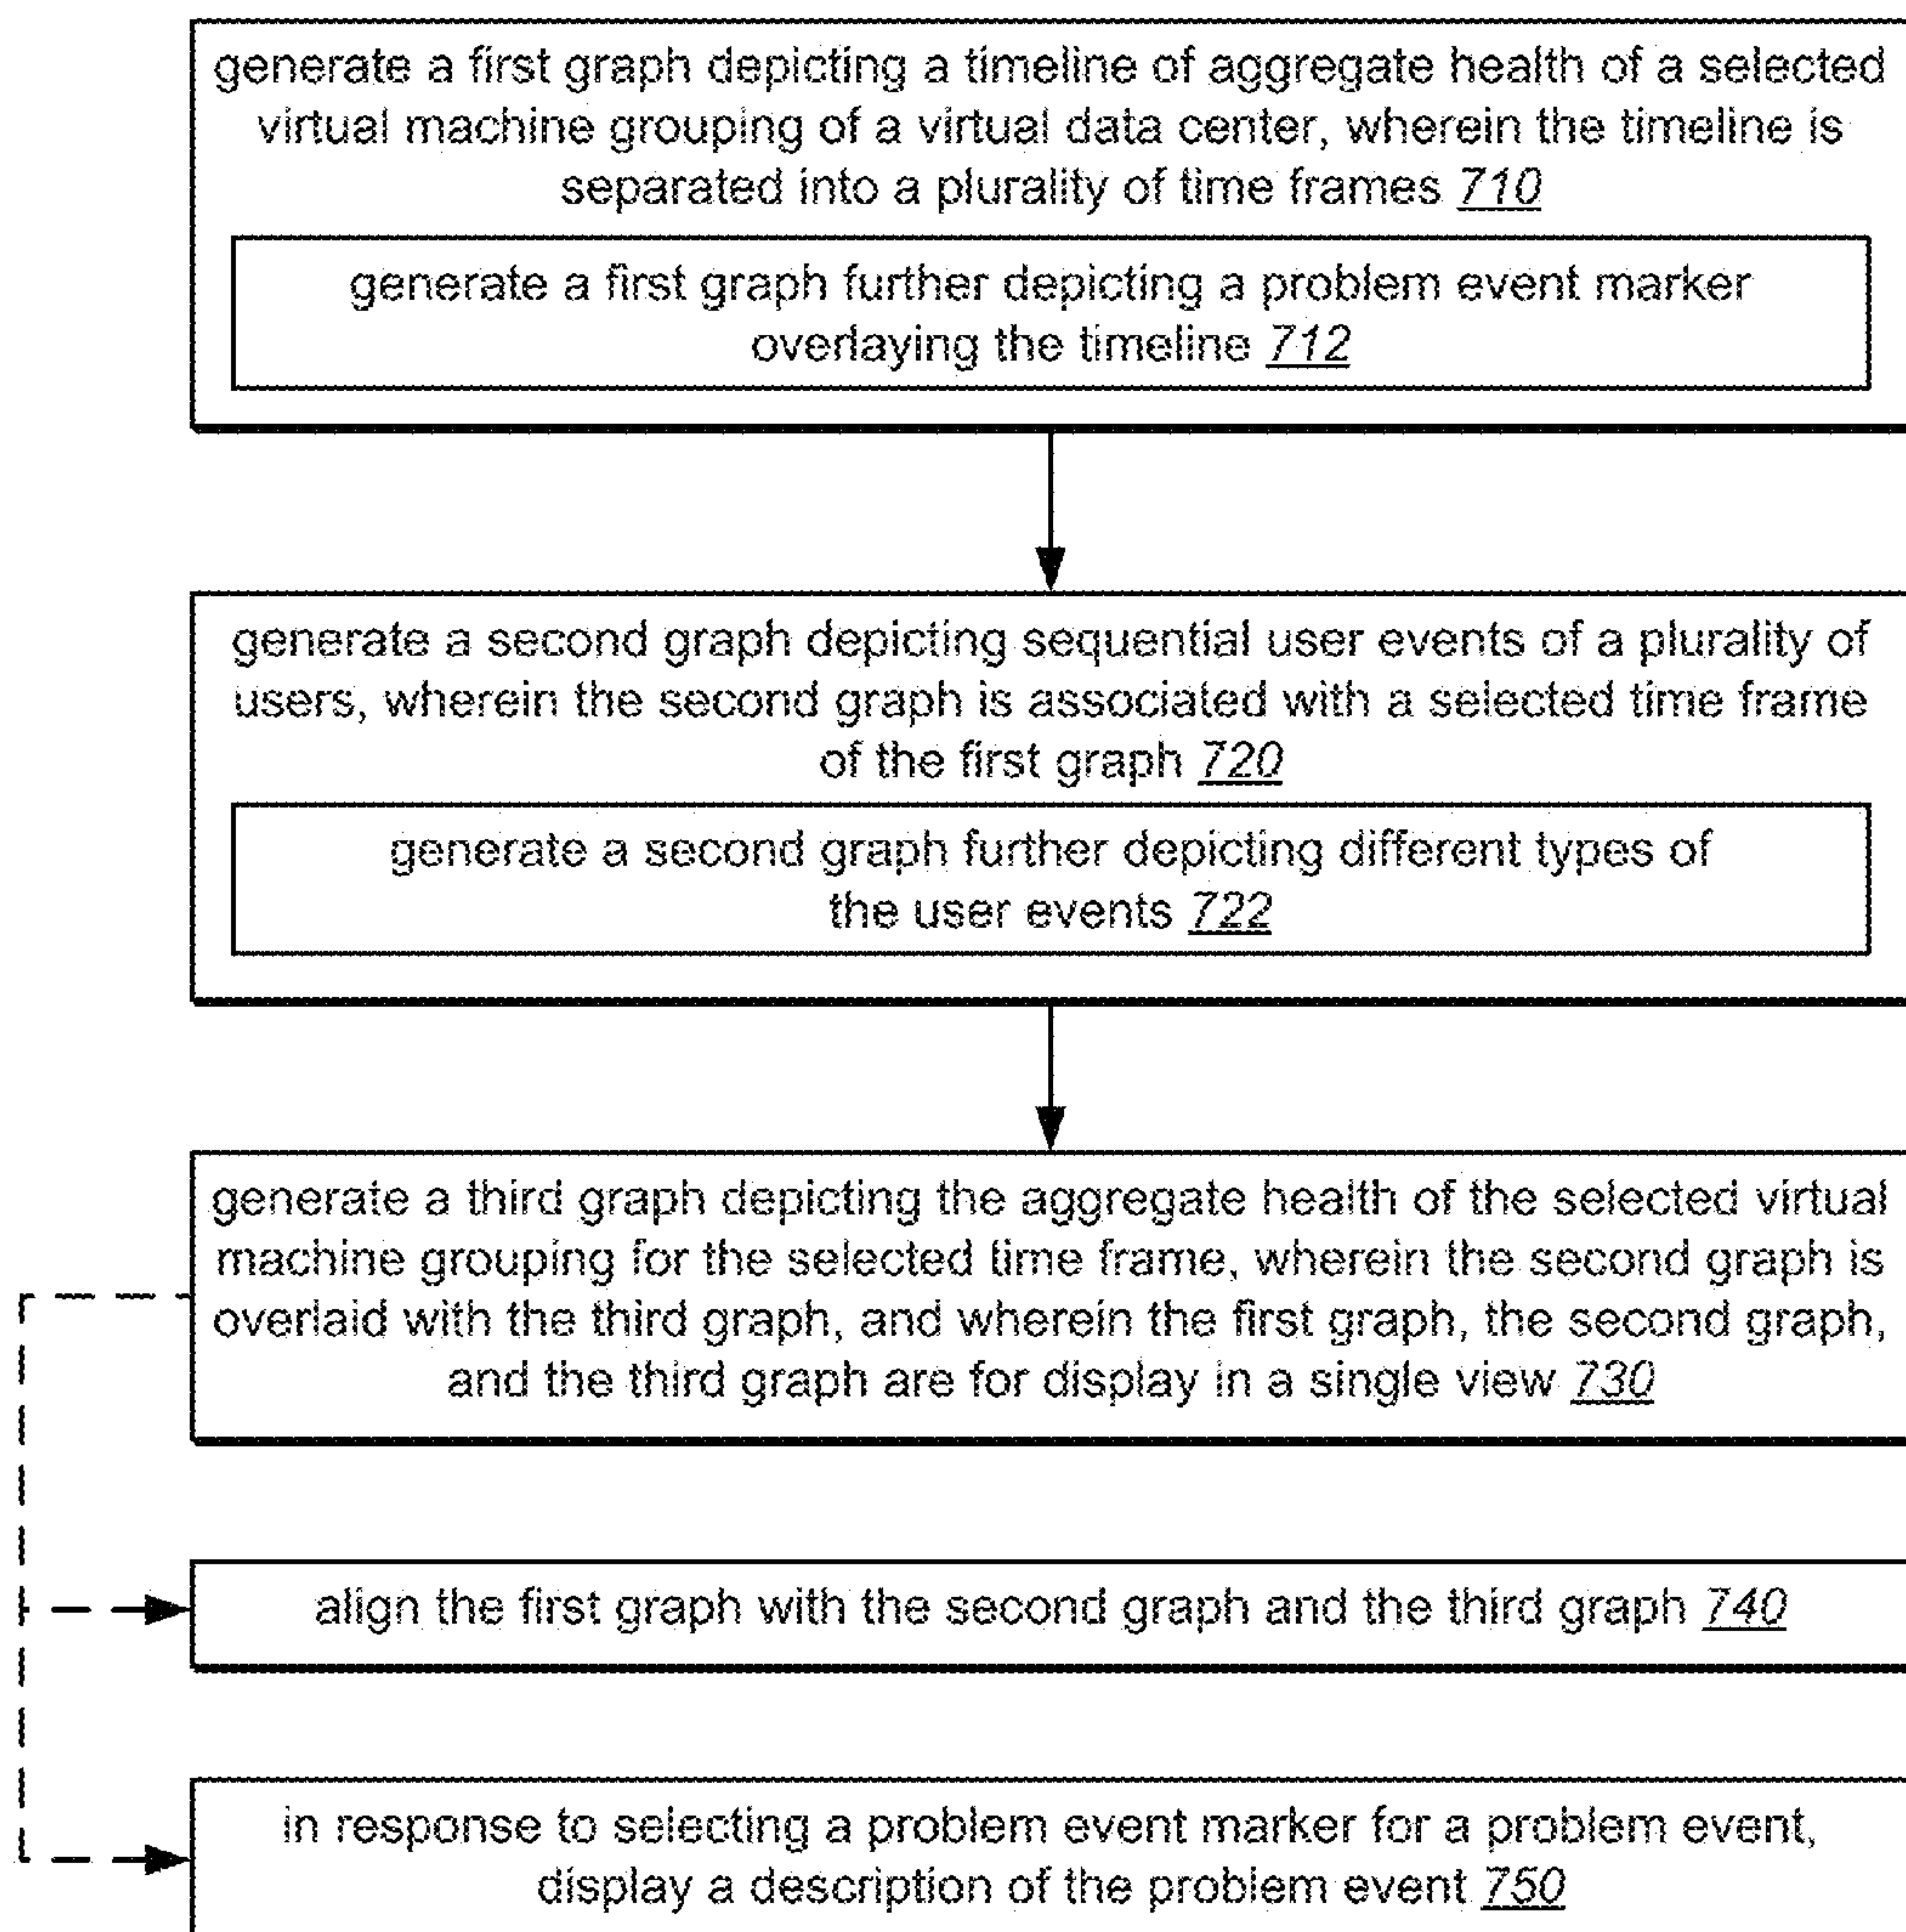 generate a first graph depicting a timeline of aggregate health of a selected
virtual machine grouping of a virtual data center, wherein the timeline is
separated into a plurality of time frames 710
generate a first graph further depicting a problem event marker
overlaying the timeline 712
generate a second graph depicting sequential user events of a plurality of
users, wherein the second graph is associated with a selected time frame
of the first graph 720
generate a second graph further depicting different types of
the user events 722
generate a third graph depicting the aggregate health of the selected virtual
machine grouping for the selected time frame, wherein the second graph is
overlaid with the third graph, and wherein the first graph, the second graph,
and the third graph are for display in a single view 730
align the first graph with the second graph and the third graph 740
in response to selecting a problem event marker for a problem event,
display a description of the problem event 750